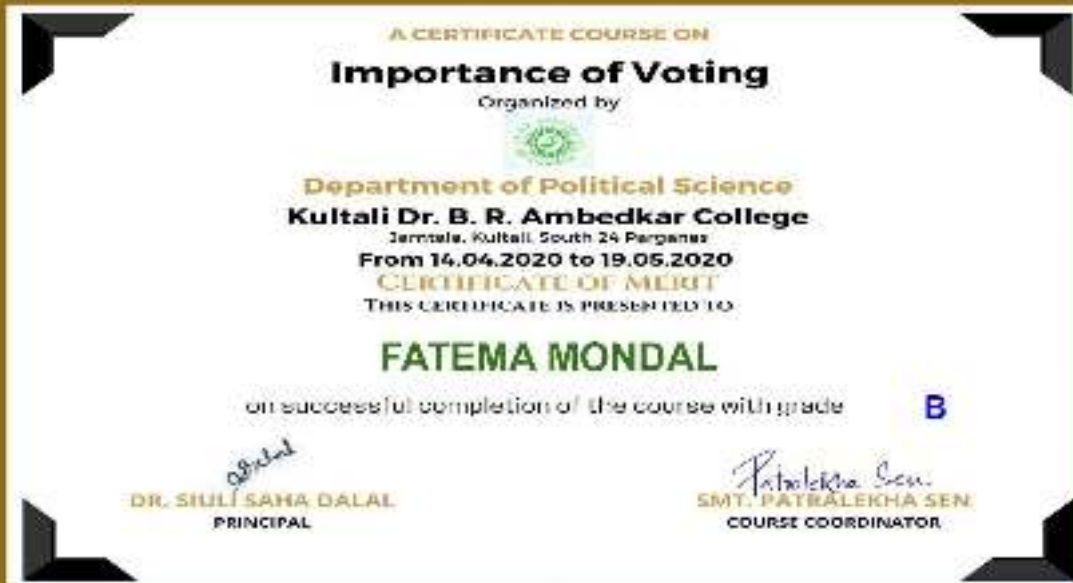 A CERTIFICATE COURSE ON
Importance of Voting
Organized by
Department of Political Science
Kultali Dr. B. R. Ambedkar College
Jamtala, Kultali, South 24 Parganas
From 14.04.2020 to 19.05.2020
CERTIFICATE OF MERIT
THIS CERTIFICATE IS PRESENTED TO
FATEMA MONDAL
on successful completion of the course with grade B
Patralekha Sen.
DR. SIULI SAHA DALAL
SMT. PATRALEKHA SEN
PRINCIPAL
COURSE COORDINATOR